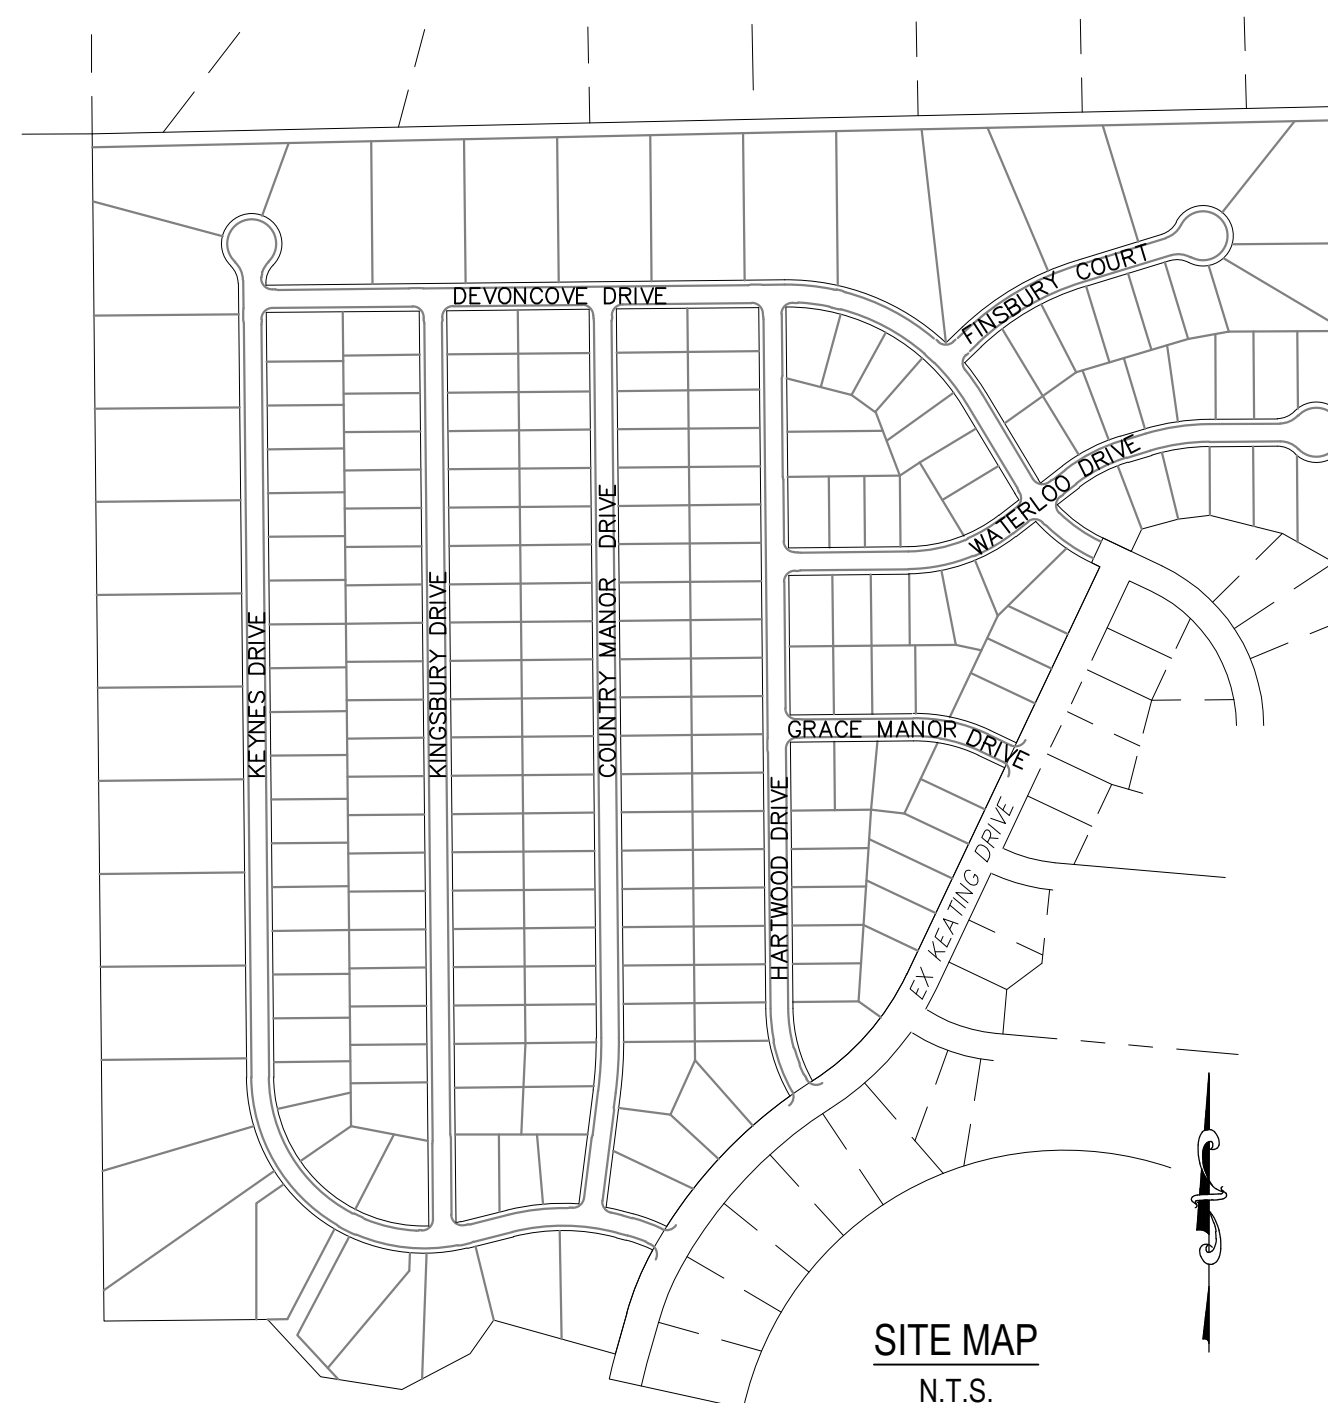 DEVONCOVE DRIVE
FINSBURY COURT
WATERLOO DRIVE
KEYNES DRIVE
KINGSBURY DRIVE
COUNTRY MANOR DRIVE
GRACE MANOR DRIVE
HARTWOOD DRIVE
EX KEATING DRIVE
SITE MAP
N.T.S.